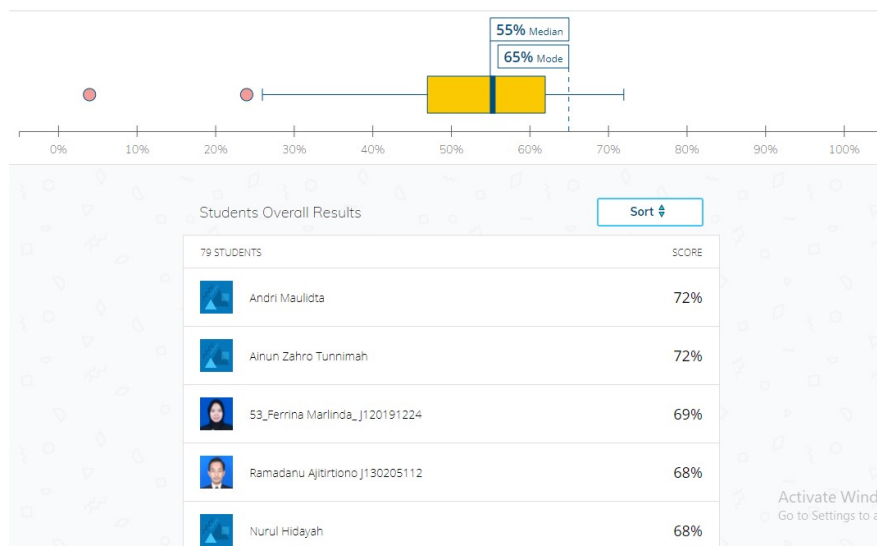 55% Median
65% Mode
0% 10% 20% 30% 40% 50% 60% 70% 80% 90% 100%
Students Overall Results
Sort
79 STUDENTS SCORE
Andri Maulidta 72%
Ainun Zahro Tunnimah 72%
53_Ferrina Marlinda_ J120191224 69%
Ramadanu Ajitirtiono J130205112 68%
Nurul Hidayah 68%
Activate Wind
Go to Settings to a